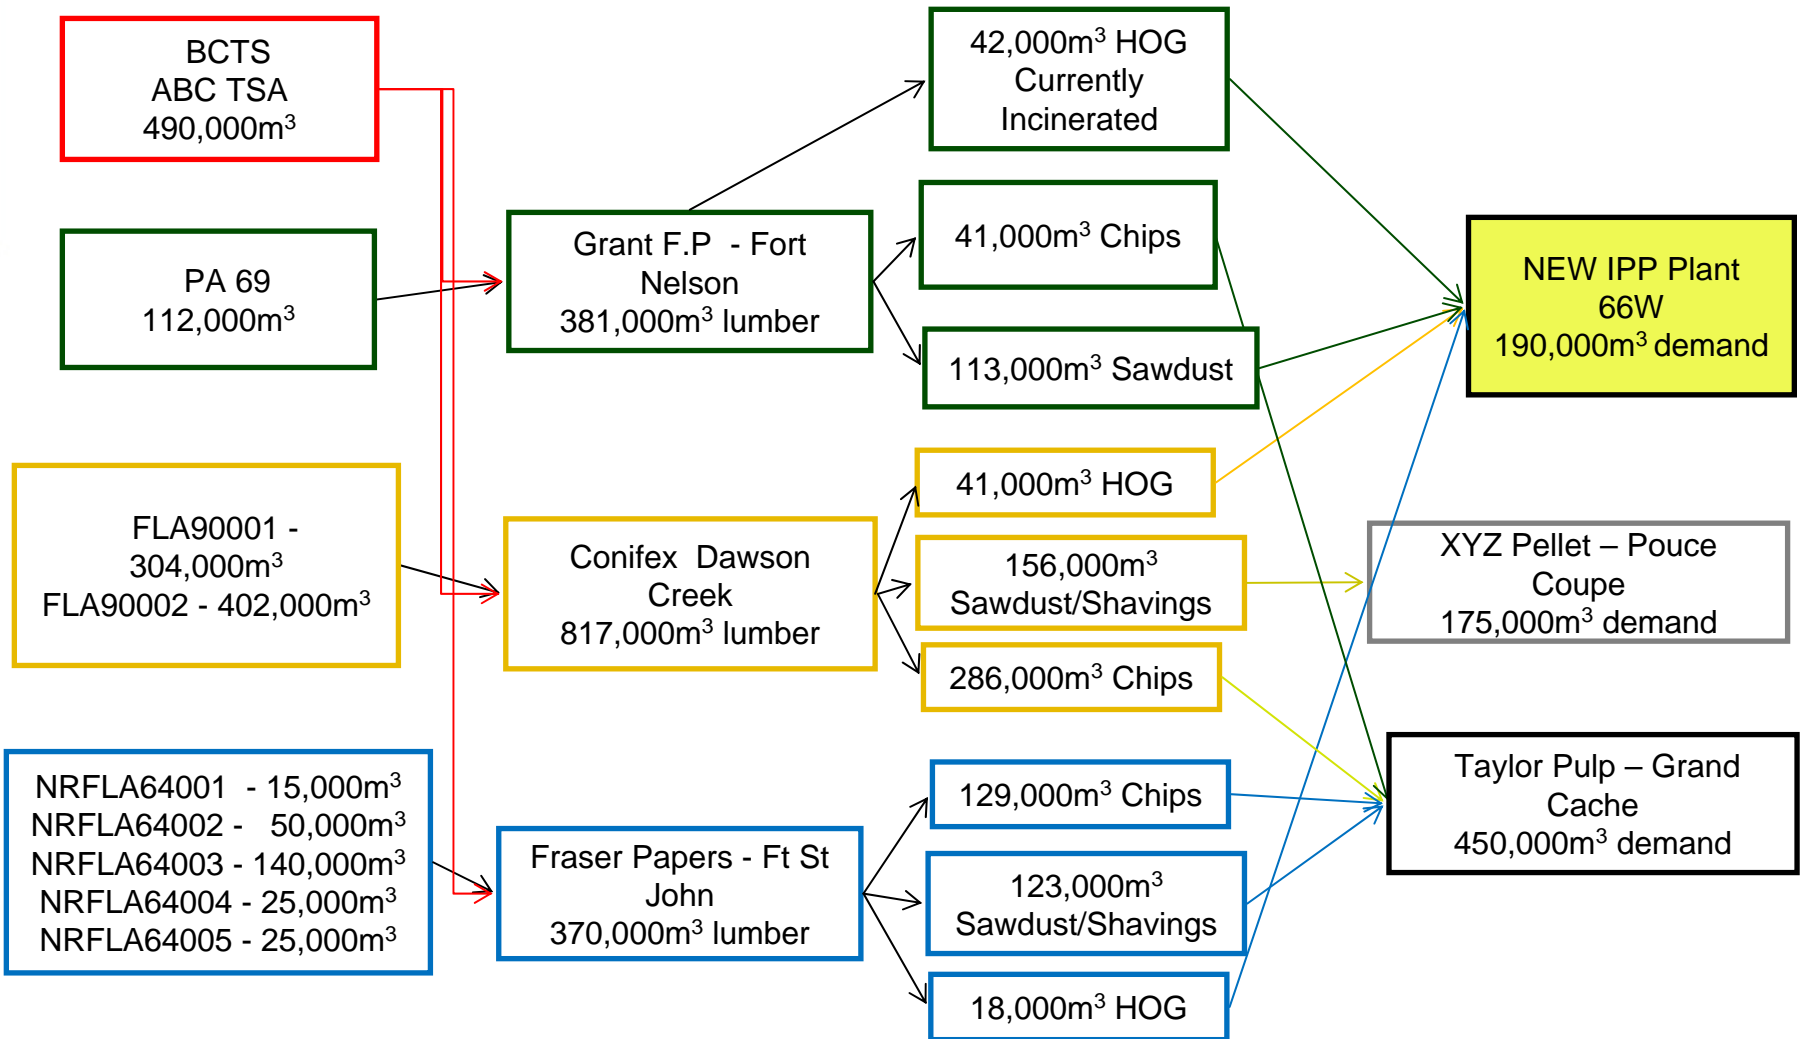 BCTS
ABC TSA
490,000m³
PA 69
112,000m³
FLA90001 -
304,000m³
FLA90002 - 402,000m³
NRFLA64001 - 15,000m³
NRFLA64002 - 50,000m³
NRFLA64003 - 140,000m³
NRFLA64004 - 25,000m³
NRFLA64005 - 25,000m³
Grant F.P - Fort
Nelson
381,000m³ lumber
Conifex Dawson
Creek
817,000m³ lumber
Fraser Papers - Ft St
John
370,000m³ lumber
42,000m³ HOG
Currently
Incinerated
41,000m³ Chips
113,000m³ Sawdust
41,000m³ HOG
156,000m³
Sawdust/Shavings
286,000m³ Chips
129,000m³ Chips
123,000m³
Sawdust/Shavings
18,000m³ HOG
NEW IPP Plant
66W
190,000m³ demand
XYZ Pellet – Pouce
Coupe
175,000m³ demand
Taylor Pulp – Grand
Cache
450,000m³ demand